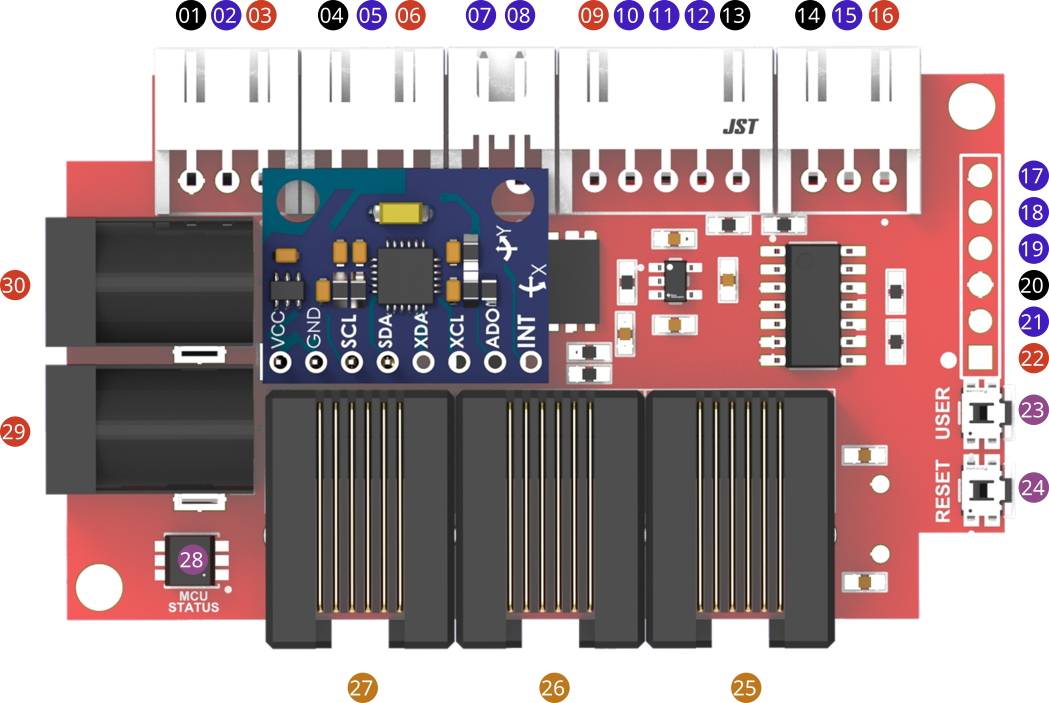 01 02 03 04 05 06 07 08 09 10 11 12 13 14 15 16
JST
17
18
19
20
21
22
23
24
30
29
Y
X
VCC
GND
SCL
SDA
XDA
XCL
ADO
INT
USER
RESET
28
MCU
STATUS
27 26 25